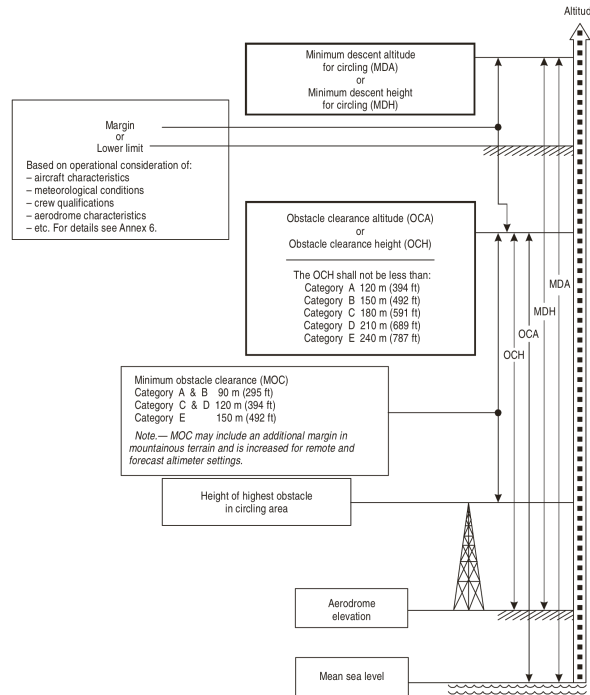 Altitud
Minimum descent altitude
for circling (MDA)
or
Minimum descent height
for circling (MDH)
Margin
or
Lower limit
Based on operational consideration of:
– aircraft characteristics
– meteorological conditions
– crew qualifications
– aerodrome characteristics
– etc. For details see Annex 6.
Obstacle clearance altitude (OCA)
or
Obstacle clearance height (OCH)
The OCH shall not be less than:
Category A 120 m (394 ft)
Category B 150 m (492 ft)
Category C 180 m (591 ft)
Category D 210 m (689 ft)
Category E 240 m (787 ft)
MDA
MDH
OCA
OCH
Minimum obstacle clearance (MOC)
Category A & B 90 m (295 ft)
Category C & D 120 m (394 ft)
Category E 150 m (492 ft)
Note.— MOC may include an additional margin in
mountainous terrain and is increased for remote and
forecast altimeter settings.
Height of highest obstacle
in circling area
Aerodrome
elevation
Mean sea level